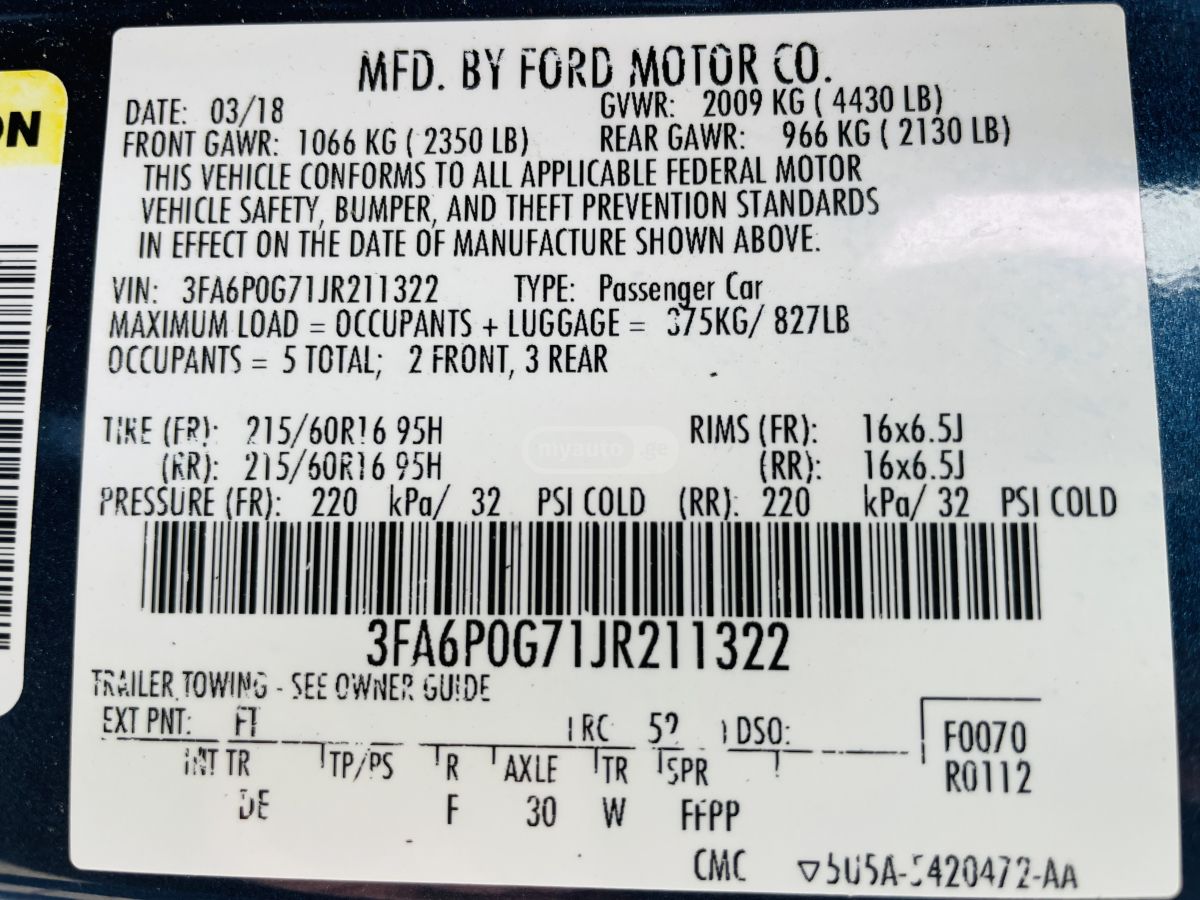 ON
MFD. BY FORD MOTOR CO.
DATE: 03/18 GVWR: 2009 KG ( 4430 LB)
FRONT GAWR: 1066 KG ( 2350 LB) REAR GAWR: 966 KG ( 2130 LB)
THIS VEHICLE CONFORMS TO ALL APPLICABLE FEDERAL MOTOR
VEHICLE SAFETY, BUMPER, AND THEFT PREVENTION STANDARDS
IN EFFECT ON THE DATE OF MANUFACTURE SHOWN ABOVE.
VIN: 3FA6P0G71JR211322 TYPE: Passenger Car
MAXIMUM LOAD = OCCUPANTS + LUGGAGE = 375KG/ 827LB
OCCUPANTS = 5 TOTAL; 2 FRONT, 3 REAR
TIRE (FR): 215/60R16 95H RIMS (FR): 16x6.5J
(RR): 215/60R16 95H (RR): 16x6.5J
myauto.ge
PRESSURE (FR): 220 kPa/ 32 PSI COLD (RR): 220 kPa/ 32 PSI COLD
3FA6P0G71JR211322
TRAILER TOWING - SEE OWNER GUIDE
EXT PNT: FT RC 52 DSO: F0070
INT TR TP/PS R AXLE TR SPR R0112
DE F 30 W FFPP
CMC ▽5U5A-5420472-AA